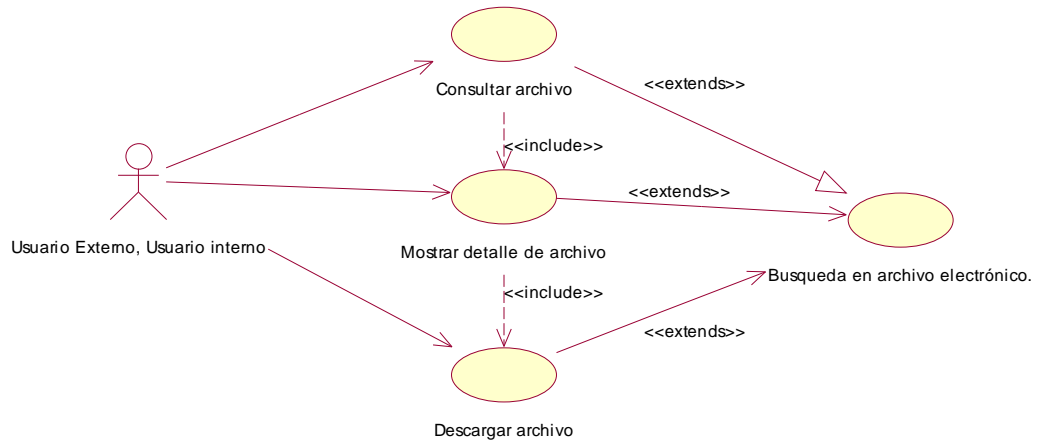 <<extends>>
Consultar archivo
<<include>>
<<extends>>
Usuario Externo, Usuario interno
Mostrar detalle de archivo
Busqueda en archivo electrónico.
<<include>>
<<extends>>
Descargar archivo